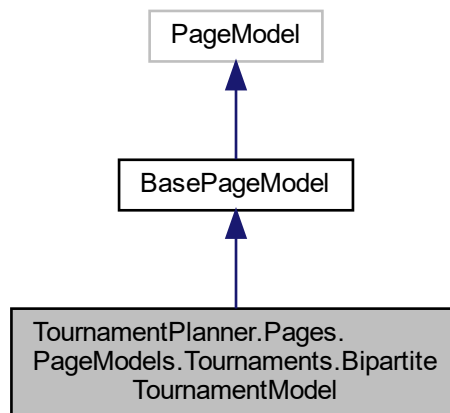 PageModel
BasePageModel
TournamentPlanner.Pages.
PageModels.Tournaments.Bipartite
TournamentModel